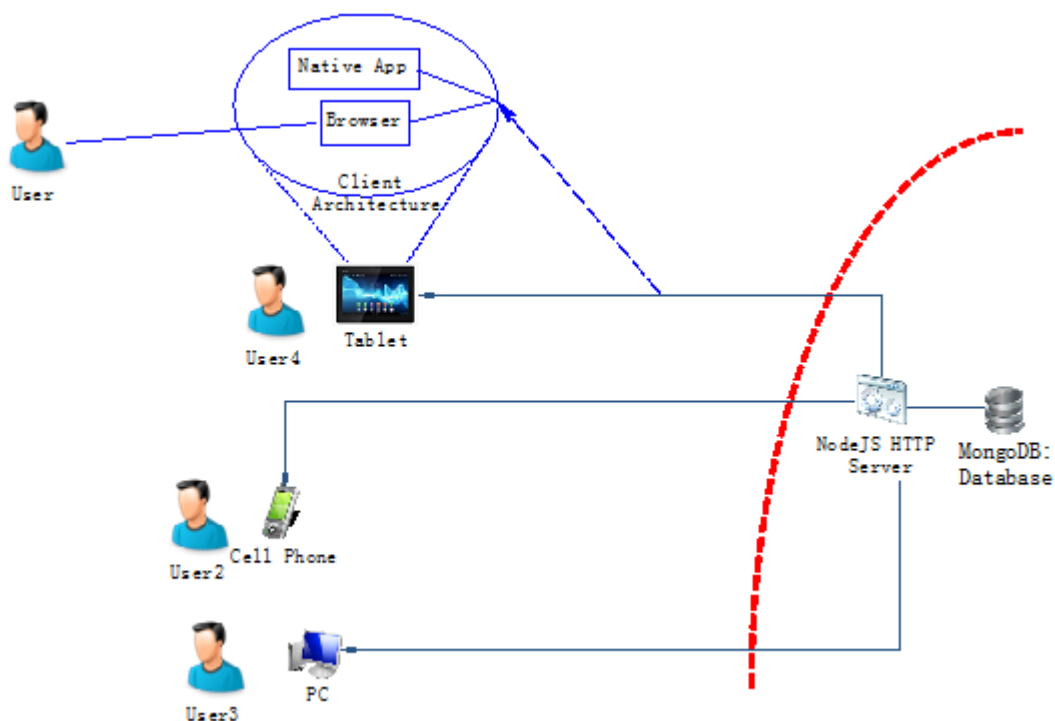 Native App
Browser
User
Client
Architecture
User4
Tablet
NodeJS HTTP
Server
MongoDB:
Database
User2
Cell Phone
User3
PC